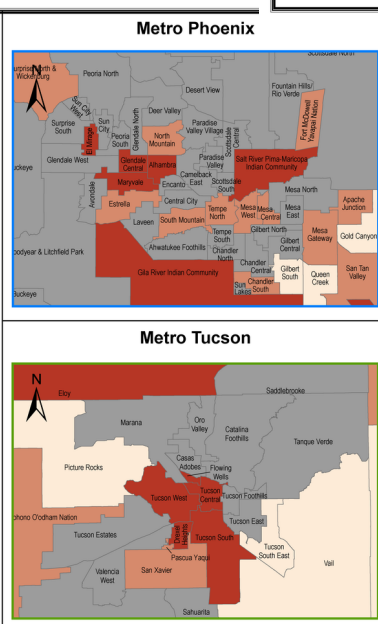 Metro Phoenix
Scottsdale North
Surprise North &
Wickenburg
N
Peoria North
Desert View
Fountain Hills/
Rio Verde
Sun City
West
Surprise
South
Sun
City
El Mirage
Peoria
South
Glendale North
Deer Valley
North
Mountain
Paradise
Valley Village
Scottsdale
Central
Fort McDowell
Yavapai Nation
Glendale West
Glendale
Central
Alhambra
Paradise
Valley
Camelback
East
Salt River Pima-Maricopa
Indian Community
Buckeye
Maryvale
Encanto
Scottsdale
South
Mesa North
Avondale
Estrella
Central City
Laveen
South Mountain
Tempe
North
Mesa
West
Mesa
Central
Mesa
East
Apache
Junction
Goodyear & Litchfield Park
Ahwatukee Foothills
Tempe
South
Gilbert North
Mesa
Gateway
Gold Canyon
Chandler
North
Gilbert
Central
Gila River Indian Community
Chandler
Central
Gilbert
South
Queen
Creek
San Tan
Valley
Sun
Lakes
Chandler
South
Buckeye
Metro Tucson
N
Eloy
Saddlebrooke
Marana
Oro
Valley
Catalina
Foothills
Tanque Verde
Picture Rocks
Casas
Adobes
Flowing
Wells
Tucson West
Tucson
Central
Tucson Foothills
Tohono O'odham Nation
Tucson Estates
Drexel
Heights
Tucson South
Tucson East
Tucson
South East
Vail
Pascua Yaqui
Valencia
West
San Xavier
Sahuarita